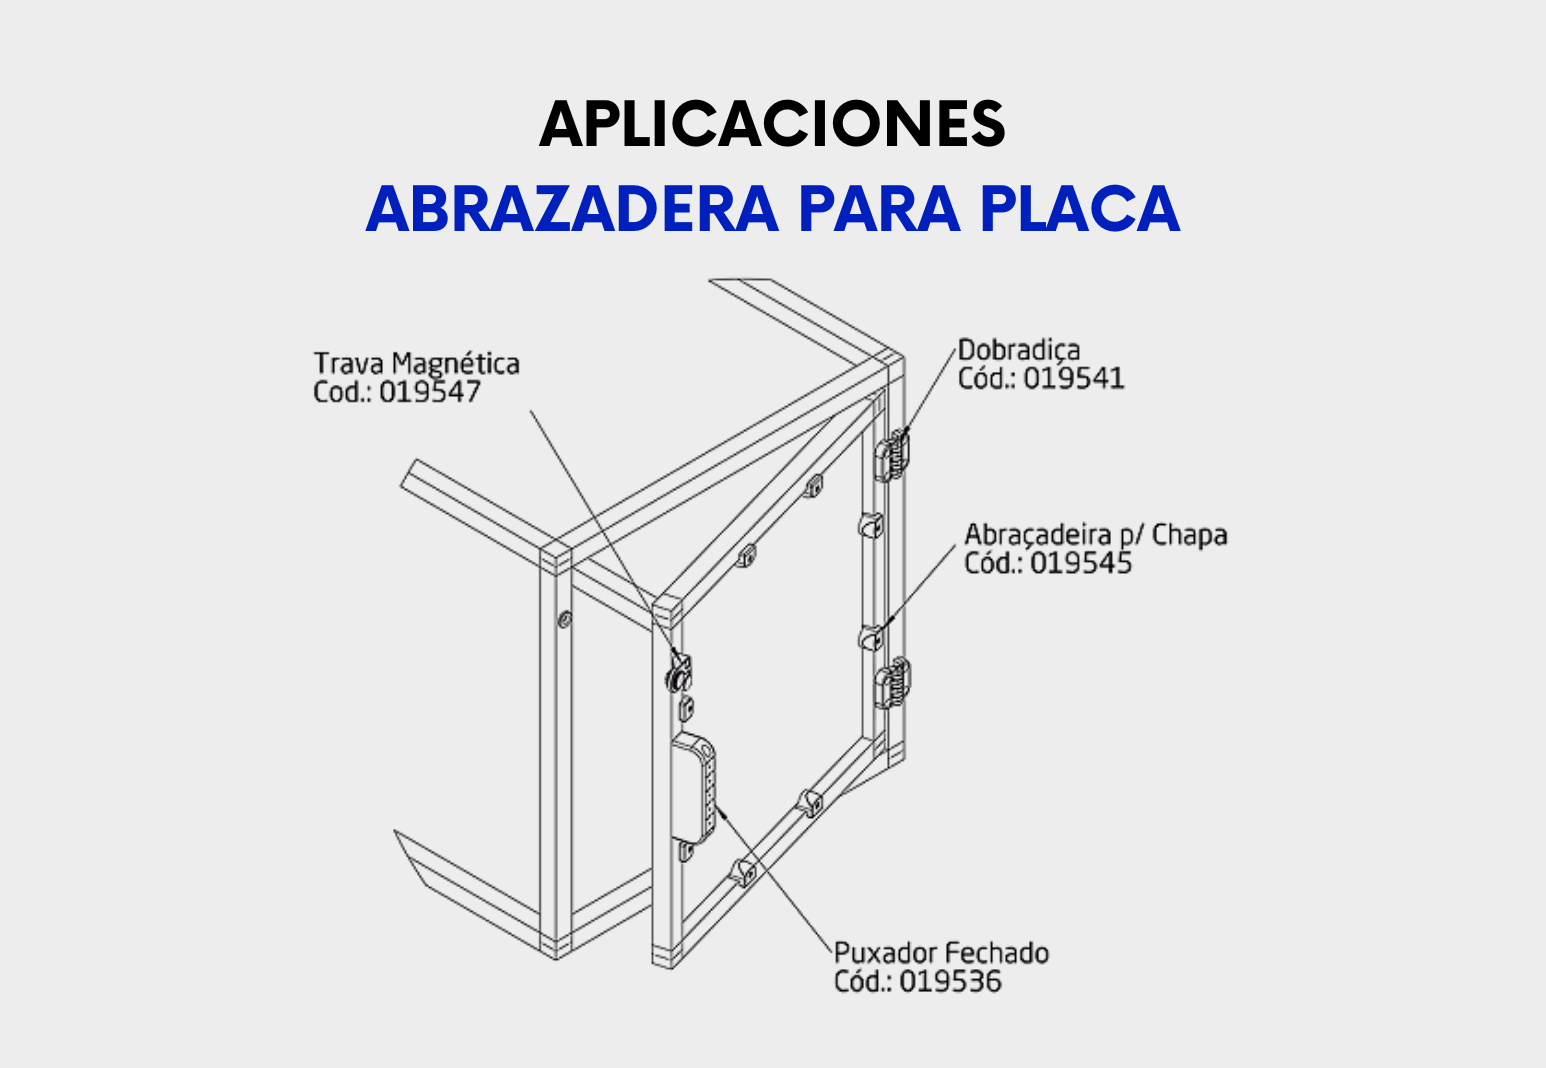 APLICACIONES
ABRAZADERA PARA PLACA
Trava Magnética
Cod.: 019547
Dobradiça
Cód.: 019541
Abraçadeira p/ Chapa
Cód.: 019545
Puxador Fechado
Cód.: 019536